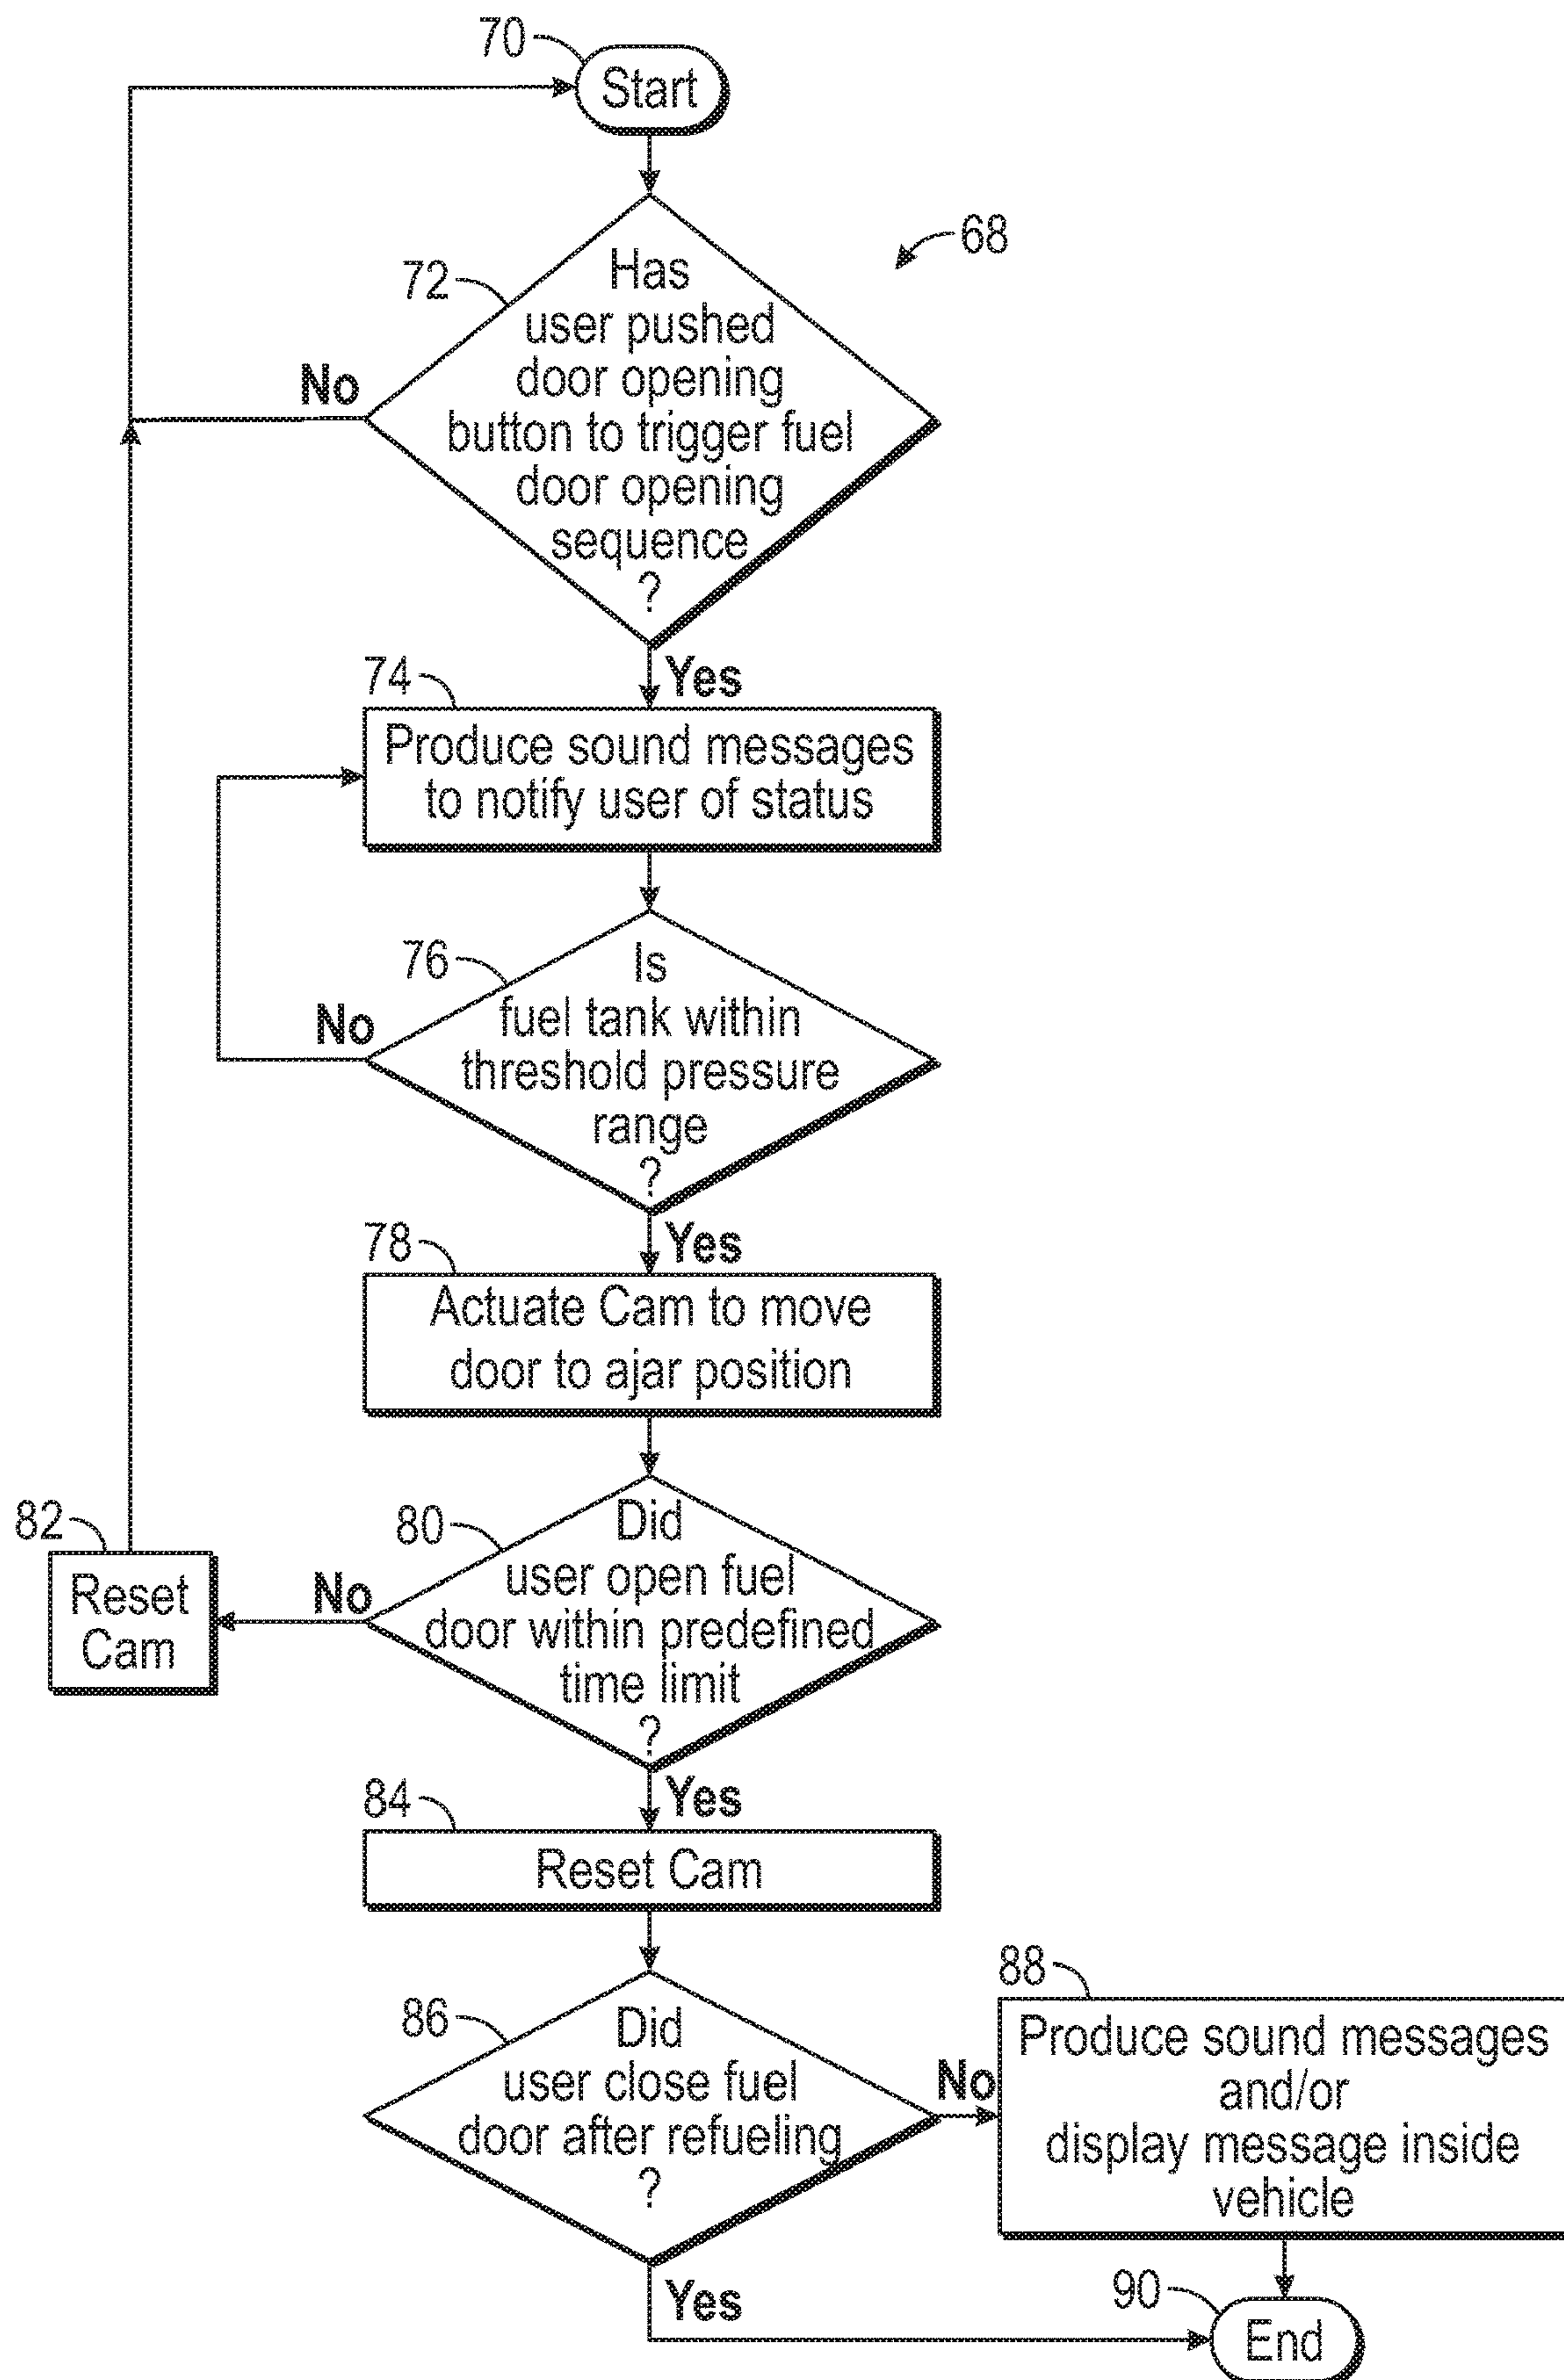 70
Start
68
72
Has
user pushed
door opening
button to trigger fuel
door opening
sequence
?
No
Yes
74
Produce sound messages
to notify user of status
76
Is
fuel tank within
threshold pressure
range
?
No
Yes
78
Actuate Cam to move
door to ajar position
80
Did
user open fuel
door within predefined
time limit
?
No
82
Reset
Cam
Yes
84
Reset Cam
86
Did
user close fuel
door after refueling
?
No
88
Produce sound messages
and/or
display message inside
vehicle
Yes
90
End